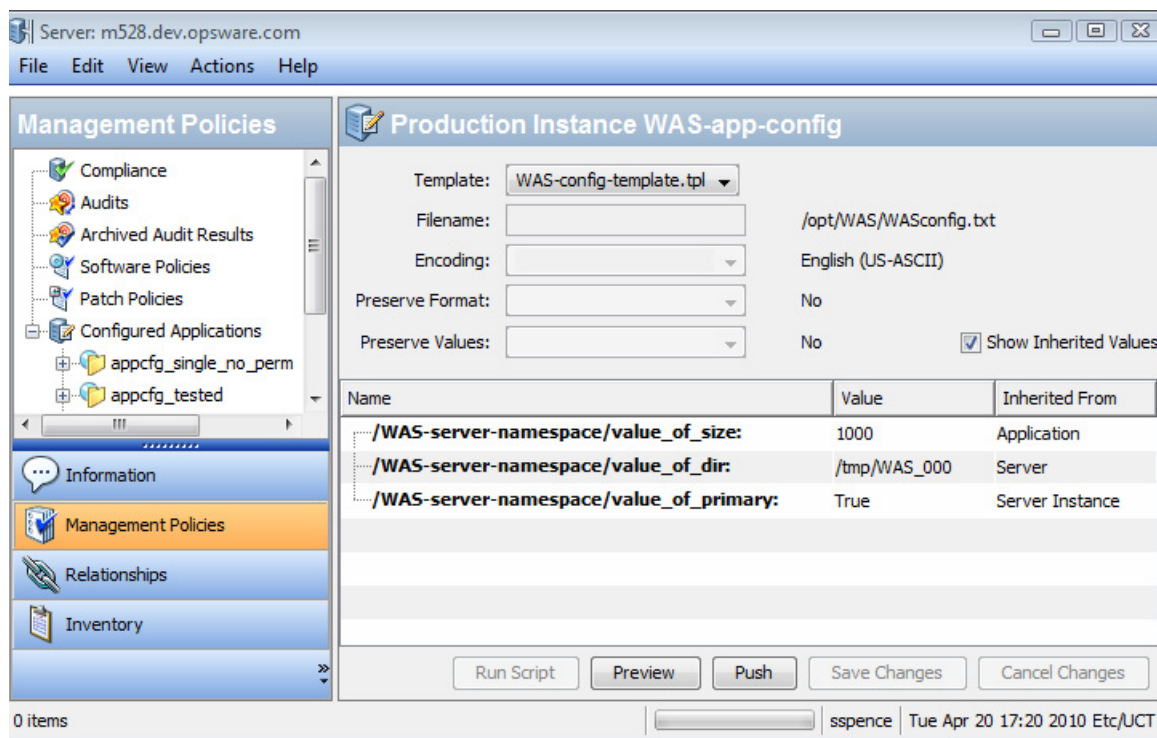 Server: m528.dev.opsware.com
File Edit View Actions Help
Management Policies
Compliance
Audits
Archived Audit Results
Software Policies
Patch Policies
Configured Applications
appcfg_single_no_perm
appcfg_tested
Information
Management Policies
Relationships
Inventory
Production Instance WAS-app-config
Template: WAS-config-template.tpl
Filename: /opt/WAS/WASconfig.txt
Encoding: English (US-ASCII)
Preserve Format: No
Preserve Values: No Show Inherited Values
Name Value Inherited From
/WAS-server-namespace/value_of_size: 1000 Application
/WAS-server-namespace/value_of_dir: /tmp/WAS_000 Server
/WAS-server-namespace/value_of_primary: True Server Instance
Run Script Preview Push Save Changes Cancel Changes
0 items sspence Tue Apr 20 17:20 2010 Etc/UCT